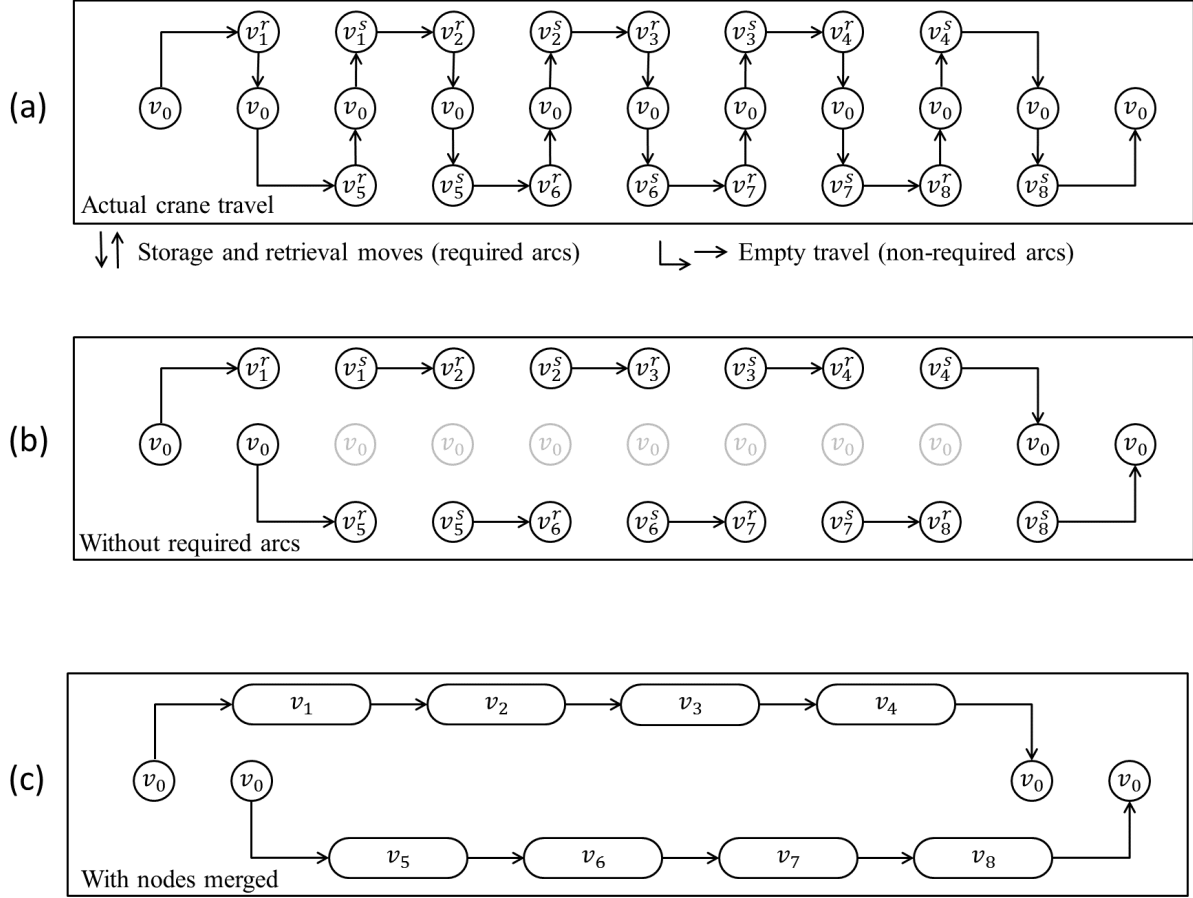 v₁ʳ v₁ˢ v₂ʳ v₂ˢ v₃ʳ v₃ˢ v₄ʳ v₄ˢ
(a) v₀ v₀ v₀ v₀ v₀ v₀ v₀ v₀ v₀ v₀ v₀
v₅ʳ v₅ˢ v₆ʳ v₆ˢ v₇ʳ v₇ˢ v₈ʳ v₈ˢ
Actual crane travel
Storage and retrieval moves (required arcs) Empty travel (non-required arcs)
v₁ʳ v₁ˢ v₂ʳ v₂ˢ v₃ʳ v₃ˢ v₄ʳ v₄ˢ
(b) v₀ v₀ v₀ v₀ v₀ v₀ v₀ v₀ v₀ v₀ v₀
v₅ʳ v₅ˢ v₆ʳ v₆ˢ v₇ʳ v₇ˢ v₈ʳ v₈ˢ
Without required arcs
v₁ v₂ v₃ v₄
(c) v₀ v₀ v₀ v₀
v₅ v₆ v₇ v₈
With nodes merged